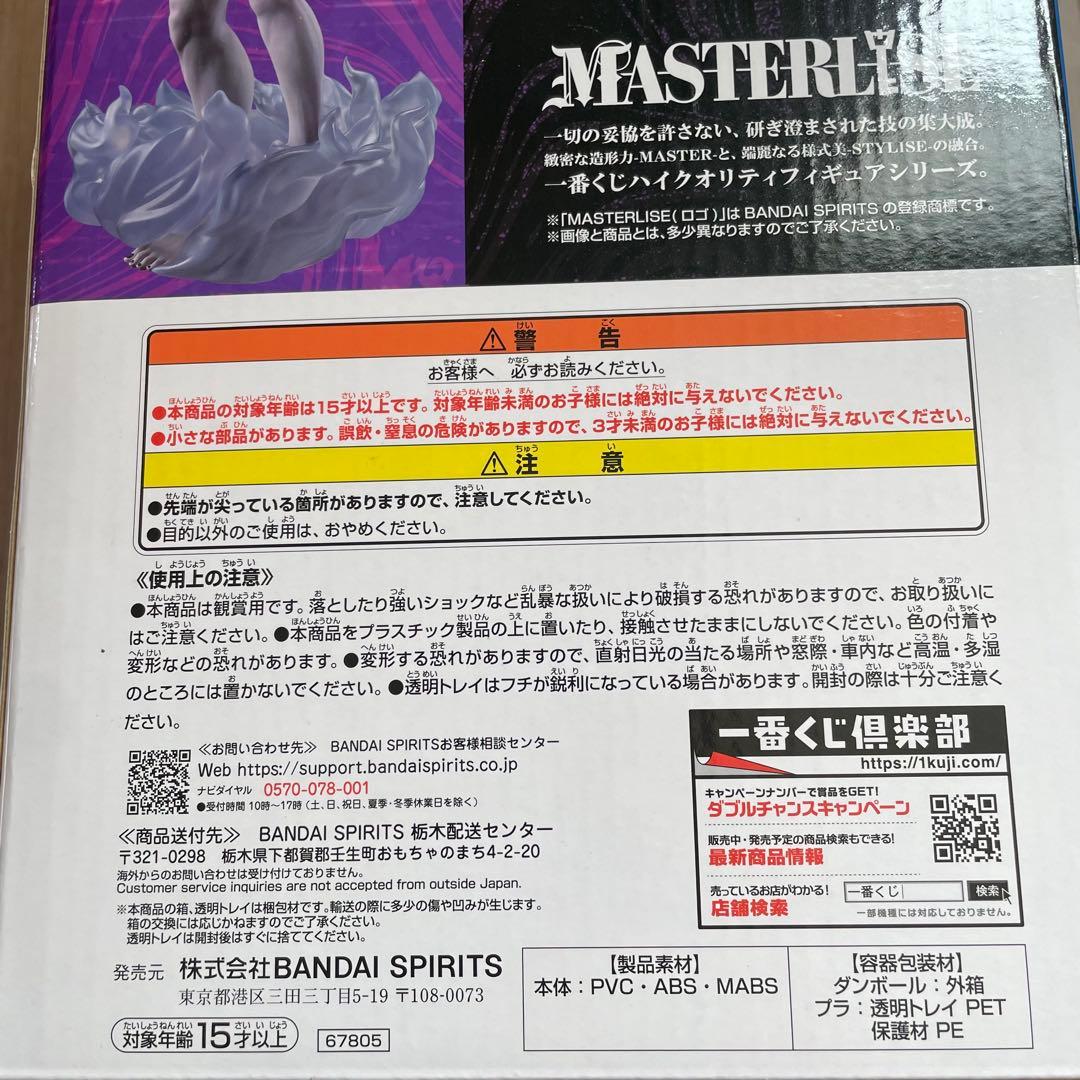 MASTERLISE
一切の妥協を許さない、研ぎ澄まされた技の集大成。
緻密な造形力-MASTER-と、端麗なる様式美-STYLISE-の融合。
一番くじハイクオリティフィギュアシリーズ。
※「MASTERLISE(ロゴ)」は BANDAI SPIRITS の登録商標です。
※画像と商品とは、多少異なりますのでご了承ください。
⚠警告
お客様へ 必ずお読みください。
●本商品の対象年齢は15才以上です。対象年齢未満のお子様には絶対に与えないでください。
●小さな部品があります。誤飲・窒息の危険がありますので、3才未満のお子様には絶対に与えないでください。
⚠注意
●先端が尖っている箇所がありますので、注意してください。
●目的以外のご使用は、おやめください。
《使用上の注意》
●本商品は観賞用です。落としたり強いショックなど乱暴な扱いにより破損する恐れがありますので、お取り扱いに
はご注意ください。●本商品をプラスチック製品の上に置いたり、接触させたままにしないでください。色の付着や
変形などの恐れがあります。●変形する恐れがありますので、直射日光の当たる場所や窓際・車内など高温・多湿
のところには置かないでください。●透明トレイはフチが鋭利になっている場合があります。開封の際は十分ご注意く
ださい。
≪お問い合わせ先≫ BANDAI SPIRITSお客様相談センター
Web https://support.bandaispirits.co.jp
ナビダイヤル 0570-078-001
●受付時間 10時〜17時(土、日、祝日、夏季・冬季休業日を除く)
≪商品送付先≫ BANDAI SPIRITS 栃木配送センター
〒321-0298 栃木県下都賀郡壬生町おもちゃのまち4-2-20
海外からのお問い合わせは受け付けておりません。
Customer service inquiries are not accepted from outside Japan.
※本商品の箱、透明トレイは梱包材です。輸送の際に多少の傷や凹みが生じます。
箱の交換には応じかねますのでご了承ください。
透明トレイは開封後はすぐに捨ててください。
発売元 株式会社BANDAI SPIRITS
東京都港区三田三丁目5-19 〒108-0073
対象年齢15才以上
67805
一番くじ倶楽部
https://1kuji.com/
キャンペーンナンバーで賞品をGET!
ダブルチャンスキャンペーン
販売中・発売予定の商品検索もできる!
最新商品情報
売っているお店がわかる!
店舗検索
一番くじ 検索
一部機種には対応しておりません。
【製品素材】
本体：PVC・ABS・MABS
【容器包装材】
ダンボール：外箱
プラ：透明トレイ PET
保護材 PE